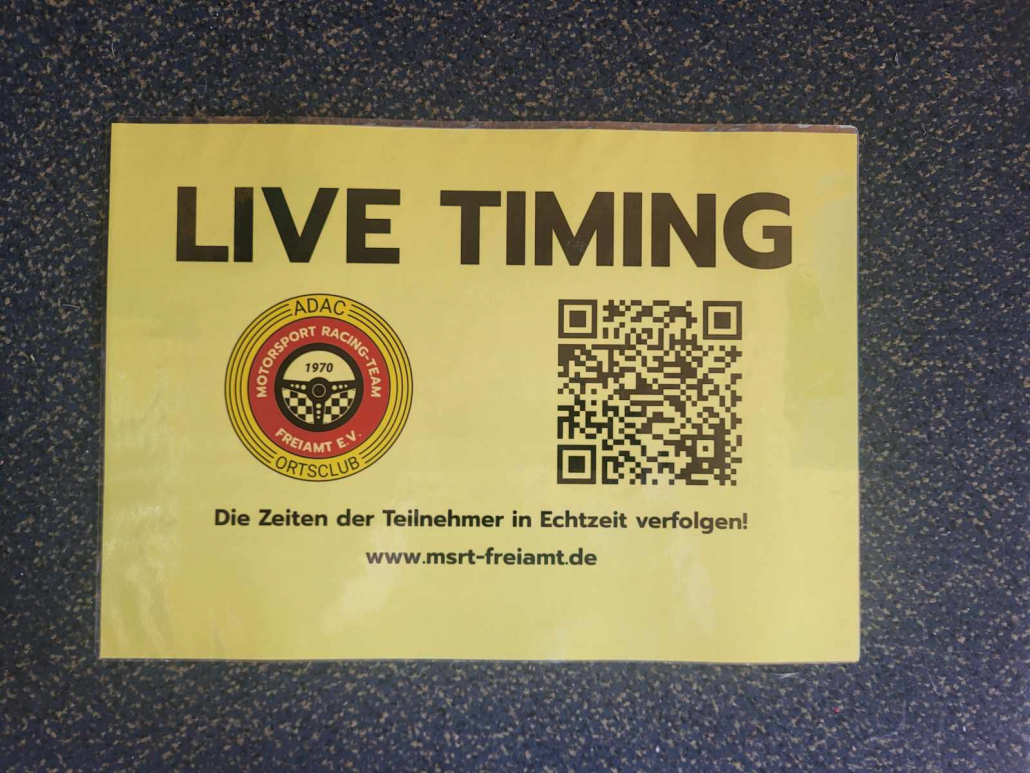 LIVE TIMING
ADAC
MOTORSPORT RACING-TEAM
1970
FREIAMT E.V.
ORTSCLUB
Die Zeiten der Teilnehmer in Echtzeit verfolgen!
www.msrt-freiamt.de